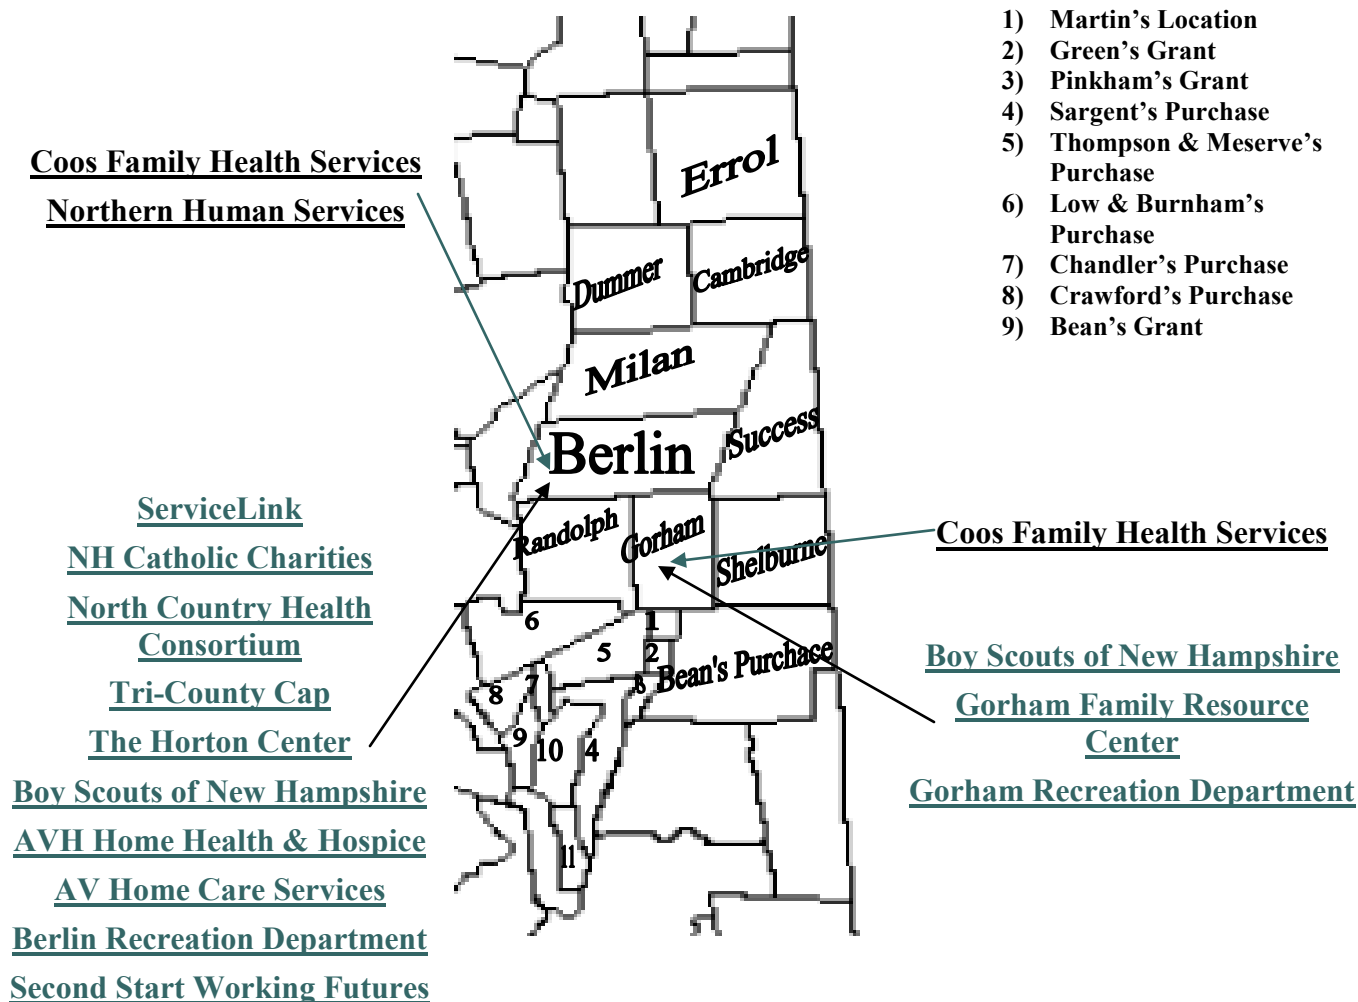 1) Martin’s Location
2) Green’s Grant
3) Pinkham’s Grant
4) Sargent’s Purchase
5) Thompson & Meserve’s
Purchase
6) Low & Burnham’s
Purchase
7) Chandler’s Purchase
8) Crawford’s Purchase
9) Bean’s Grant
Coos Family Health Services
Northern Human Services
Errol
Dummer
Cambridge
Milan
Success
Berlin
Randolph
Gorham
Shelburne
Coos Family Health Services
ServiceLink
NH Catholic Charities
North Country Health
Consortium
Tri-County Cap
The Horton Center
Boy Scouts of New Hampshire
AVH Home Health & Hospice
AV Home Care Services
Berlin Recreation Department
Second Start Working Futures
6
1
5
2
Bean's Purchace
7
3
8
9
10
4
11
Boy Scouts of New Hampshire
Gorham Family Resource
Center
Gorham Recreation Department